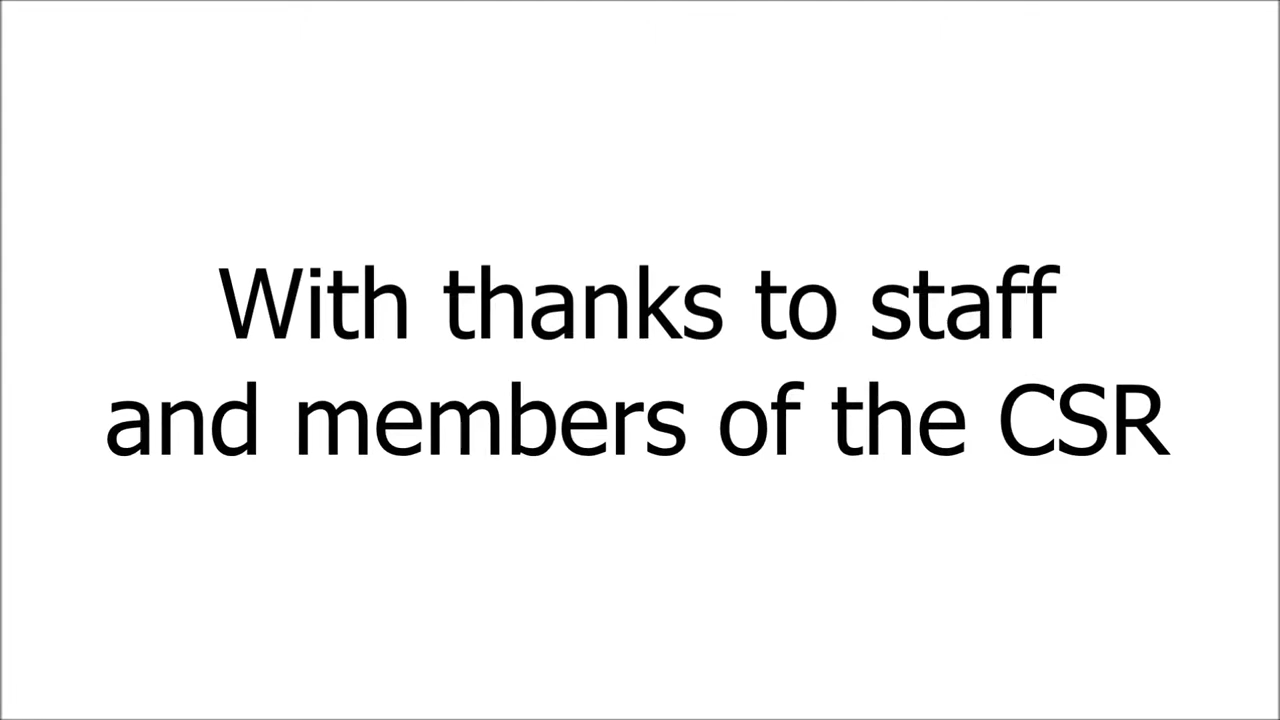 With thanks to staff
and members of the CSR